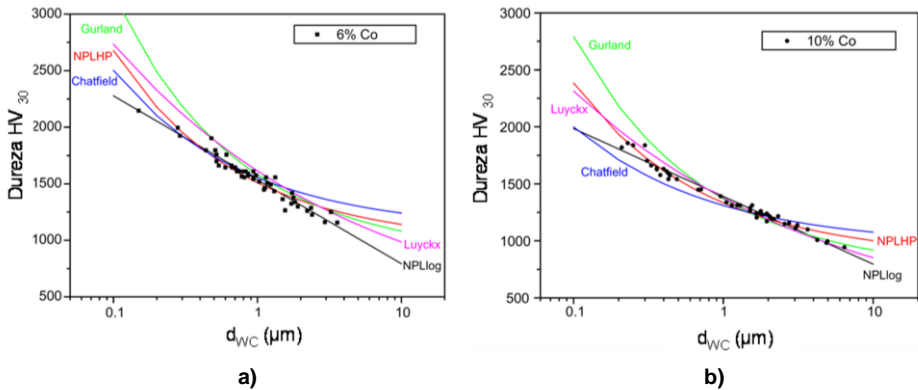 3000
2500
2000
1500
1000
500
0.1
1
10
Dureza HV 30
d WC (µm)
6% Co
Gurland
NPLHP
Chatfield
Luyckx
NPLlog
a)
3000
2500
2000
1500
1000
500
0.1
1
10
Dureza HV 30
d WC (µm)
10% Co
Gurland
Luyckx
Chatfield
NPLHP
NPLlog
b)